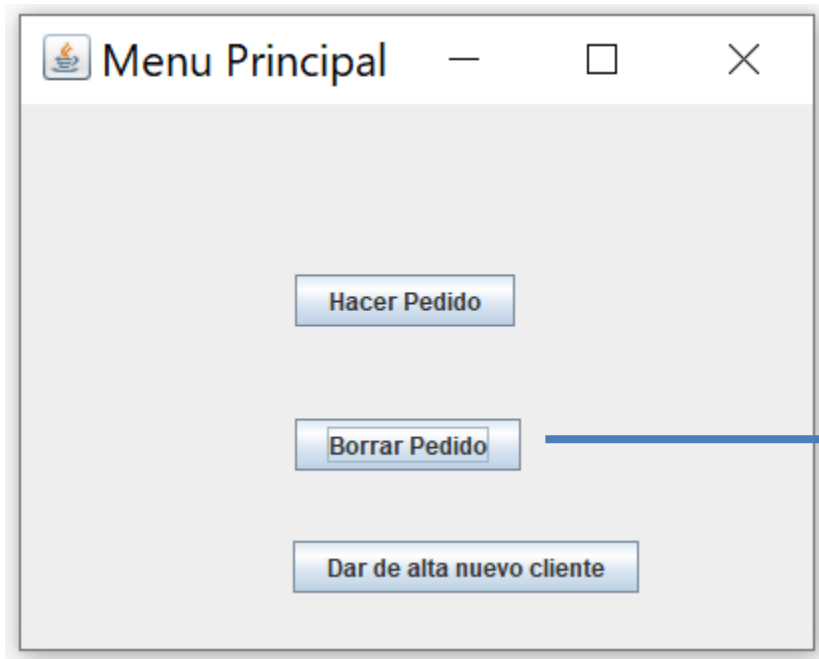 Menu Principal
Hacer Pedido
Borrar Pedido
Dar de alta nuevo cliente